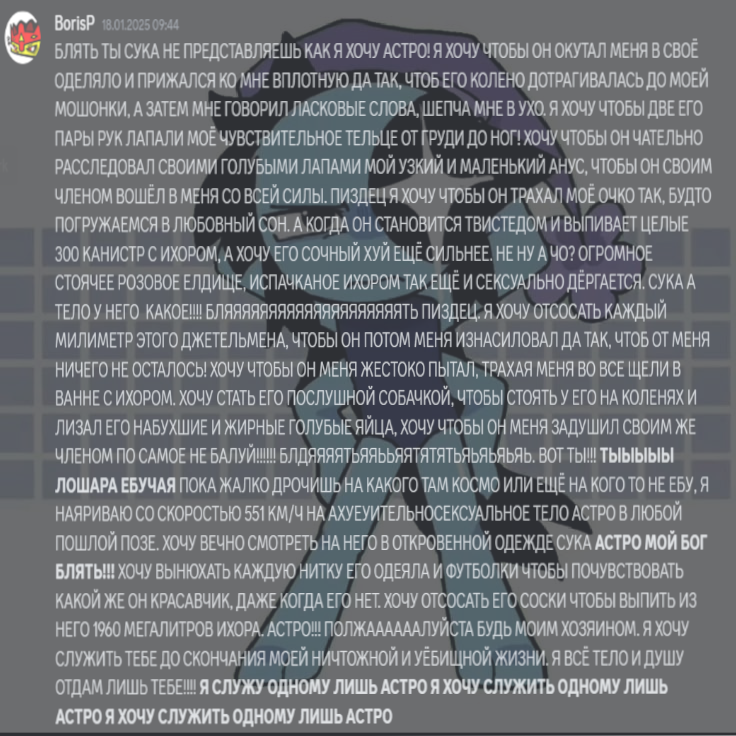 BorisP 18.01.2025 09:44
БЛЯТЬ ТЫ СУКА НЕ ПРЕДСТАВЛЯЕШЬ КАК Я ХОЧУ АСТРО! Я ХОЧУ ЧТОБЫ ОН ОКУТАЛ МЕНЯ В СВОЁ
ОДЕЛЯЛО И ПРИЖАЛСЯ КО МНЕ ВПЛОТНУЮ ДА ТАК, ЧТОБ ЕГО КОЛЕНО ДОТРАГИВАЛАСЬ ДО МОЕЙ
МОШОНКИ, А ЗАТЕМ МНЕ ГОВОРИЛ ЛАСКОВЫЕ СЛОВА, ШЕПЧА МНЕ В УХО. Я ХОЧУ ЧТОБЫ ДВЕ ЕГО
ПАРЫ РУК ЛАПАЛИ МОЁ ЧУВСТВИТЕЛЬНОЕ ТЕЛЬЦЕ ОТ ГРУДИ ДО НОГ! ХОЧУ ЧТОБЫ ОН ЧАТЕЛЬНО
РАССЛЕДОВАЛ СВОИМИ ГОЛУБЫМИ ЛАПАМИ МОЙ УЗКИЙ И МАЛЕНЬКИЙ АНУС, ЧТОБЫ ОН СВОИМ
ЧЛЕНОМ ВОШЁЛ В МЕНЯ СО ВСЕЙ СИЛЫ. ПИЗДЕЦ Я ХОЧУ ЧТОБЫ ОН ТРАХАЛ МОЁ ОЧКО ТАК, БУДТО
ПОГРУЖАЕМСЯ В ЛЮБОВНЫЙ СОН. А КОГДА ОН СТАНОВИТСЯ ТВИСТЕДОМ И ВЫПИВАЕТ ЦЕЛЫЕ
300 КАНИСТР С ИХОРОМ, А ХОЧУ ЕГО СОЧНЫЙ ХУЙ ЕЩЁ СИЛЬНЕЕ. НЕ НУ А ЧО? ОГРОМНОЕ
СТОЯЧЕЕ РОЗОВОЕ ЕЛДИЩЕ, ИСПАЧКАНОЕ ИХОРОМ ТАК ЕЩЁ И СЕКСУАЛЬНО ДЁРГАЕТСЯ. СУКА А
ТЕЛО У НЕГО КАКОЕ!!!! БЛЯЯЯЯЯЯЯЯЯЯЯЯЯЯЯЯЯЯЯТЬ ПИЗДЕЦ. Я ХОЧУ ОТСОСАТЬ КАЖДЫЙ
МИЛИМЕТР ЭТОГО ДЖЕТЕЛЬМЕНА, ЧТОБЫ ОН ПОТОМ МЕНЯ ИЗНАСИЛОВАЛ ДА ТАК, ЧТОБ ОТ МЕНЯ
НИЧЕГО НЕ ОСТАЛОСЬ! ХОЧУ ЧТОБЫ ОН МЕНЯ ЖЕСТОКО ПЫТАЛ, ТРАХАЯ МЕНЯ ВО ВСЕ ЩЕЛИ В
ВАННЕ С ИХОРОМ. ХОЧУ СТАТЬ ЕГО ПОСЛУШНОЙ СОБАЧКОЙ, ЧТОБЫ СТОЯТЬ У ЕГО НА КОЛЕНЯХ И
ЛИЗАЛ ЕГО НАБУХШИЕ И ЖИРНЫЕ ГОЛУБЫЕ ЯЙЦА, ХОЧУ ЧТОБЫ ОН МЕНЯ ЗАДУШИЛ СВОИМ ЖЕ
ЧЛЕНОМ ПО САМОЕ НЕ БАЛУЙ!!!!!! БЛДЯЯЯТЬЯЯЬЬЯТЯТЯТЬЯЬЯЬЯЬЯЬ. ВОТ ТЫ!!! ТЫЫЫЫЫ
ЛОШАРА ЕБУЧАЯ ПОКА ЖАЛКО ДРОЧИШЬ НА КАКОГО ТАМ КОСМО ИЛИ ЕЩЁ НА КОГО ТО НЕ ЕБУ, Я
НАЯРИВАЮ СО СКОРОСТЬЮ 551 КМ/Ч НА АХУЕУИТЕЛЬНОСЕКСУАЛЬНОЕ ТЕЛО АСТРО В ЛЮБОЙ
ПОШЛОЙ ПОЗЕ. ХОЧУ ВЕЧНО СМОТРЕТЬ НА НЕГО В ОТКРОВЕННОЙ ОДЕЖДЕ СУКА АСТРО МОЙ БОГ
БЛЯТЬ!!! ХОЧУ ВЫНЮХАТЬ КАЖДУЮ НИТКУ ЕГО ОДЕЯЛА И ФУТБОЛКИ ЧТОБЫ ПОЧУВСТВОВАТЬ
КАКОЙ ЖЕ ОН КРАСАВЧИК, ДАЖЕ КОГДА ЕГО НЕТ. ХОЧУ ОТСОСАТЬ ЕГО СОСКИ ЧТОБЫ ВЫПИТЬ ИЗ
НЕГО 1960 МЕГАЛИТРОВ ИХОРА. АСТРО!!! ПОЛЖАААААЛУЙСТА БУДЬ МОИМ ХОЗЯИНОМ. Я ХОЧУ
СЛУЖИТЬ ТЕБЕ ДО СКОНЧАНИЯ МОЕЙ НИЧТОЖНОЙ И УЁБИЩНОЙ ЖИЗНИ. Я ВСЁ ТЕЛО И ДУШУ
ОТДАМ ЛИШЬ ТЕБЕ!!!! Я СЛУЖУ ОДНОМУ ЛИШЬ АСТРО Я ХОЧУ СЛУЖИТЬ ОДНОМУ ЛИШЬ
АСТРО Я ХОЧУ СЛУЖИТЬ ОДНОМУ ЛИШЬ АСТРО